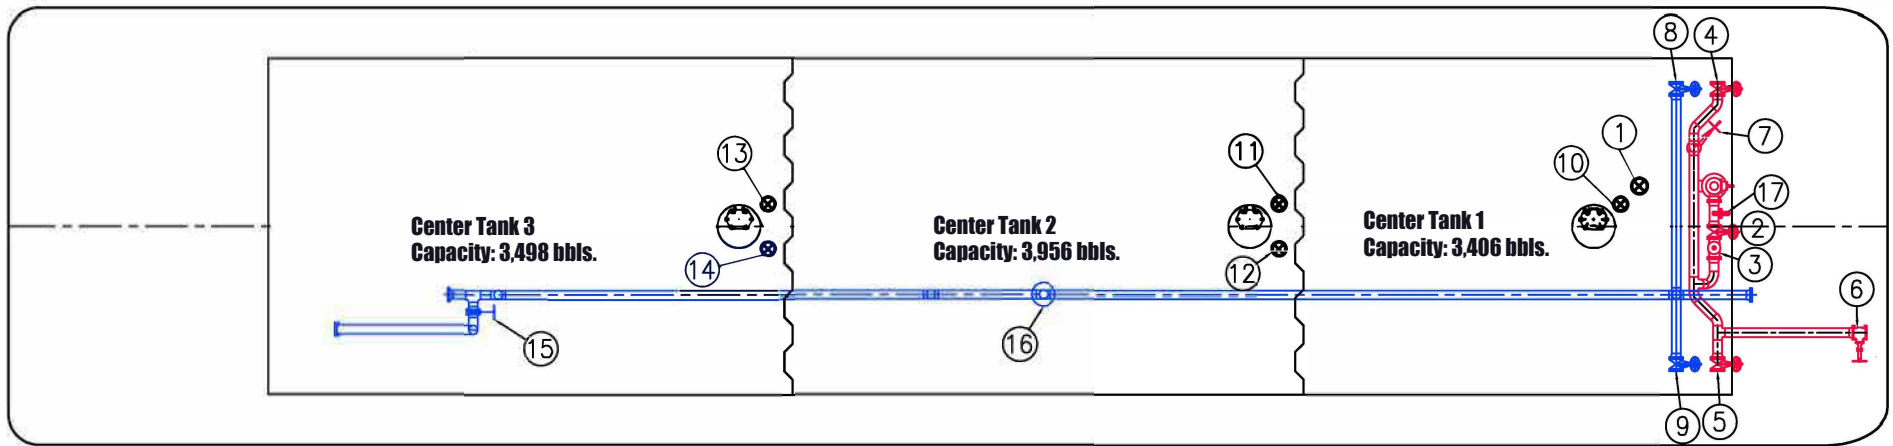 8
4
1
7
13
11
10
17
Center Tank 3
Capacity: 3,498 bbls.
Center Tank 2
Capacity: 3,956 bbls.
Center Tank 1
Capacity: 3,406 bbls.
2
14
12
3
6
15
16
9
5